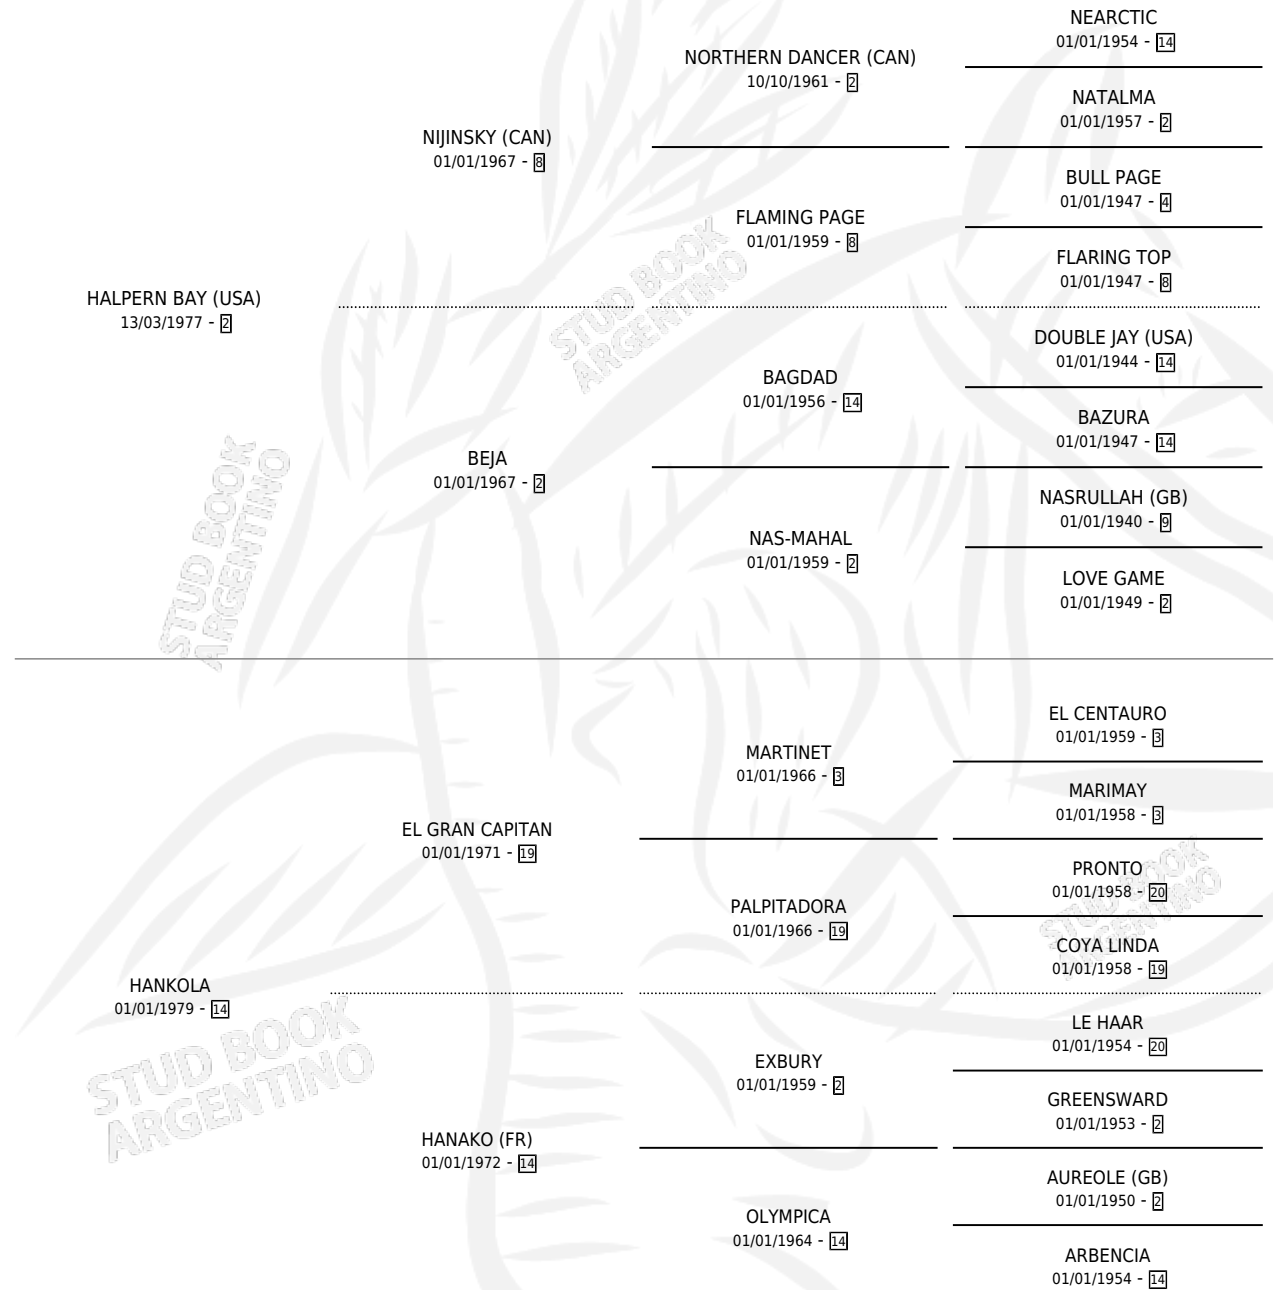 NEARCTIC
01/01/1954 - 14
NORTHERN DANCER (CAN)
10/10/1961 - 2
NATALMA
01/01/1957 - 2
NIJINSKY (CAN)
01/01/1967 - 8
BULL PAGE
01/01/1947 - 4
FLAMING PAGE
01/01/1959 - 8
FLARING TOP
01/01/1947 - 8
HALPERN BAY (USA)
13/03/1977 - 2
DOUBLE JAY (USA)
01/01/1944 - 14
BAGDAD
01/01/1956 - 14
BAZURA
01/01/1947 - 14
BEJA
01/01/1967 - 2
NASRULLAH (GB)
01/01/1940 - 9
NAS-MAHAL
01/01/1959 - 2
LOVE GAME
01/01/1949 - 2
STUD BOOK
ARGENTINO
STUD BOOK
ARGENTINO
EL CENTAURO
01/01/1959 - 3
MARTINET
01/01/1966 - 3
MARIMAY
01/01/1958 - 3
EL GRAN CAPITAN
01/01/1971 - 19
PRONTO
01/01/1958 - 20
PALPITADORA
01/01/1966 - 19
COYA LINDA
01/01/1958 - 19
HANKOLA
01/01/1979 - 14
LE HAAR
01/01/1954 - 20
EXBURY
01/01/1959 - 2
GREENSWARD
01/01/1953 - 2
HANAKO (FR)
01/01/1972 - 14
AUREOLE (GB)
01/01/1950 - 2
OLYMPICA
01/01/1964 - 14
ARBENCIA
01/01/1954 - 14
STUD BOOK
ARGENTINO
STUD BOOK
ARGENTINO